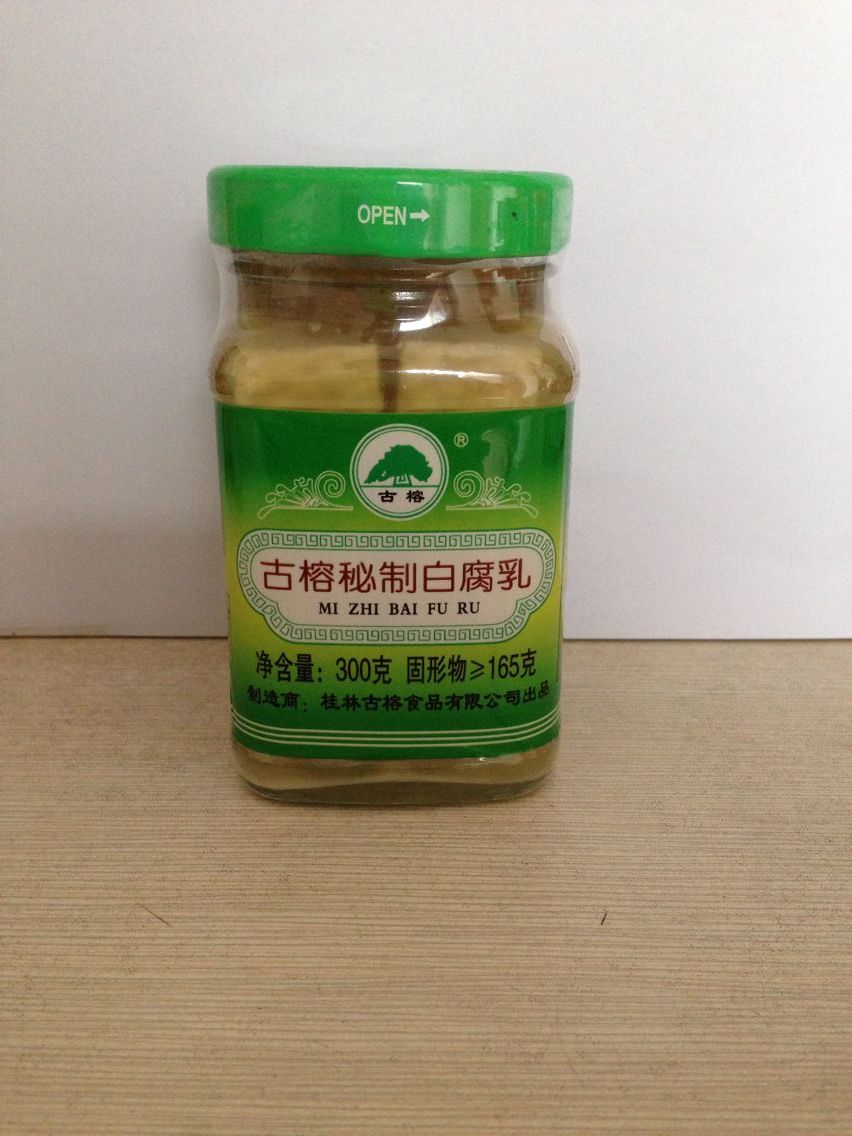 OPEN→
®
古榕
古榕秘制白腐乳
MI ZHI BAI FU RU
净含量：300克 固形物≥165克
制造商：桂林古榕食品有限公司出品